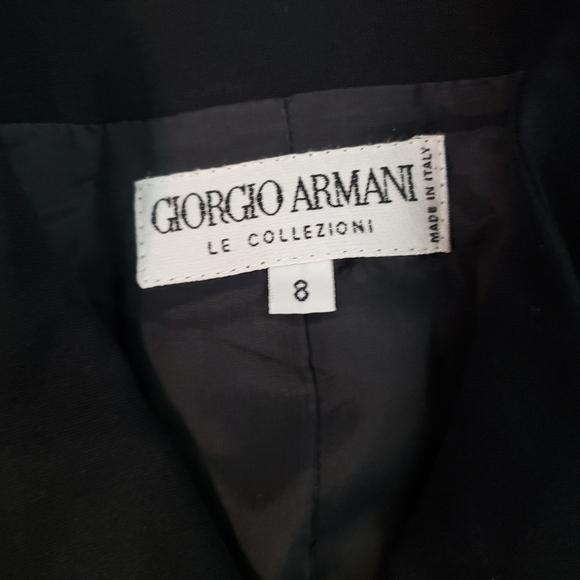 GIORGIO ARMANI
LE COLLEZIONI
MADE IN ITALY
8